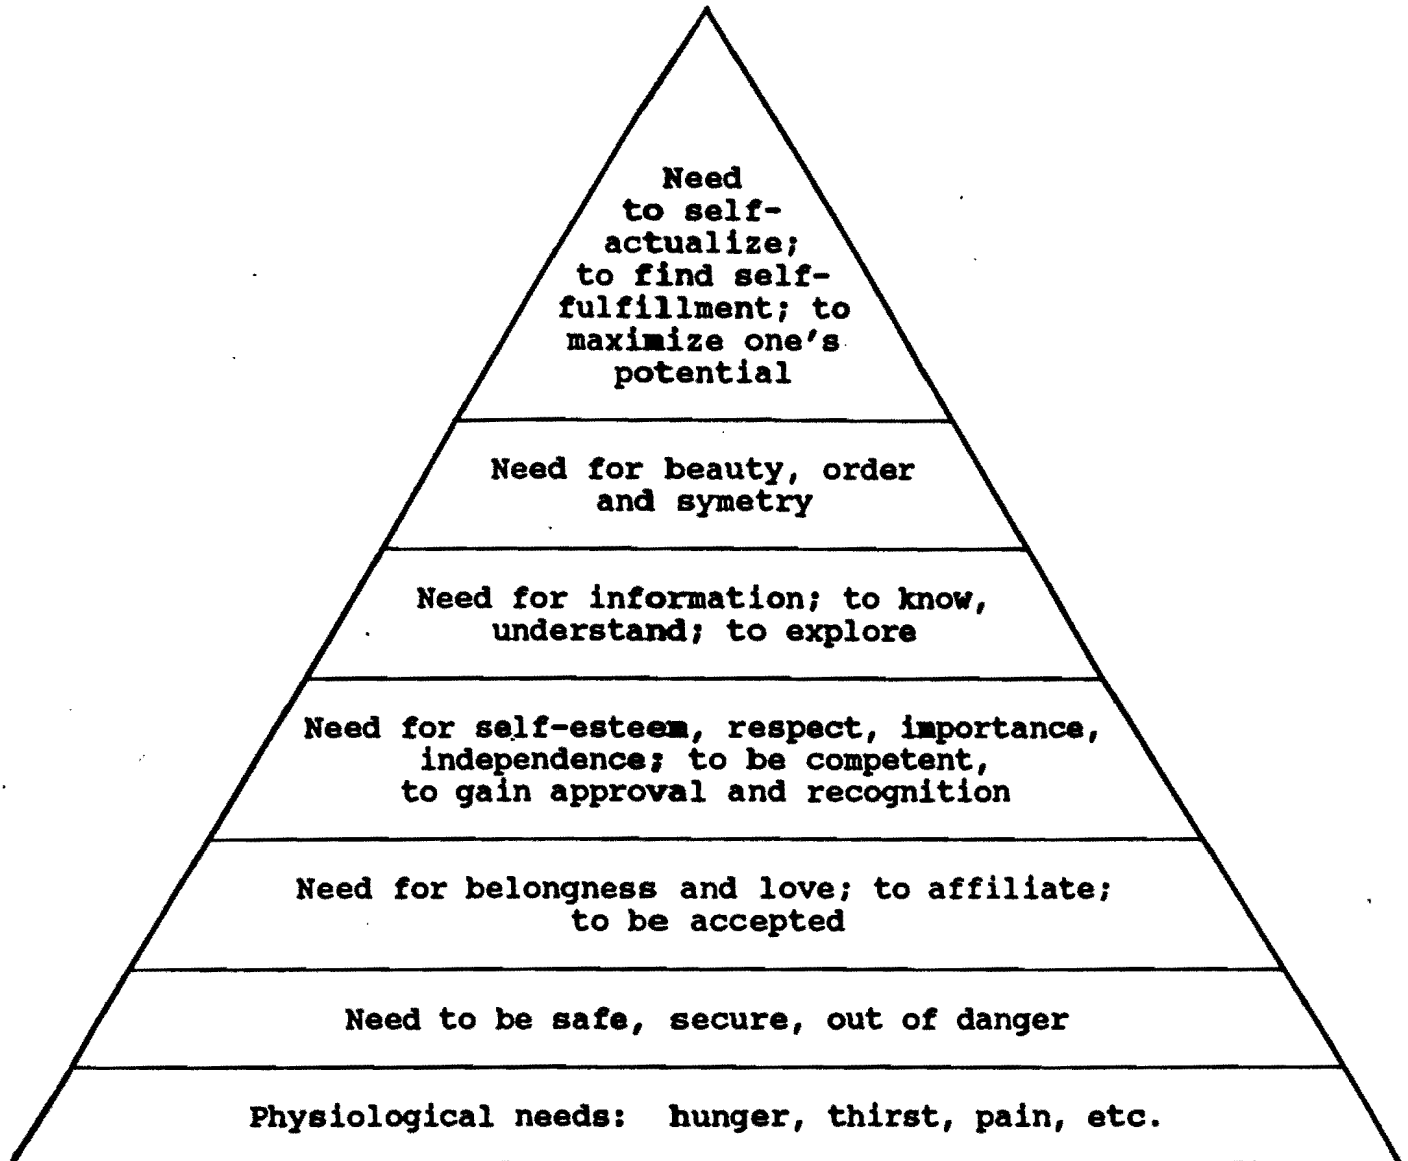 Need
to self-
actualize;
to find self-
fulfillment; to
maximize one's
potential
Need for beauty, order
and symetry
Need for information; to know,
understand; to explore
Need for self-esteem, respect, importance,
independence; to be competent,
to gain approval and recognition
Need for belongness and love; to affiliate;
to be accepted
Need to be safe, secure, out of danger
Physiological needs: hunger, thirst, pain, etc.